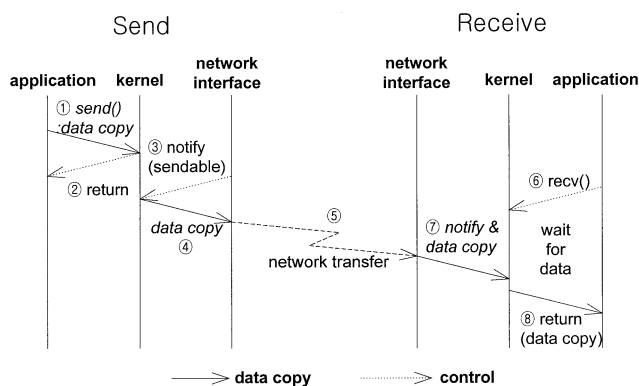 Send
Receive
application
kernel
network
interface
network
interface
kernel
application
① send()
data copy
② return
③ notify
(sendable)
data copy
④
⑤
network transfer
⑥ recv()
⑦ notify &
data copy
wait
for
data
⑧ return
(data copy)
data copy
control